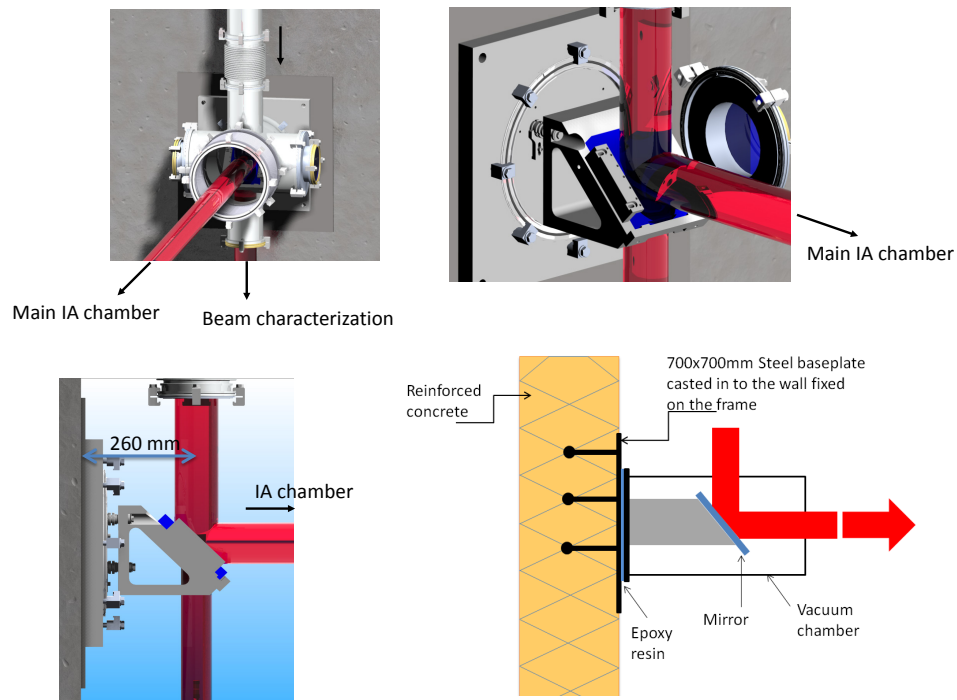 Main IA chamber
Beam characterization
Main IA chamber
260 mm
IA chamber
Reinforced
concrete
700x700mm Steel baseplate
casted in to the wall fixed
on the frame
Epoxy
resin
Mirror
Vacuum
chamber